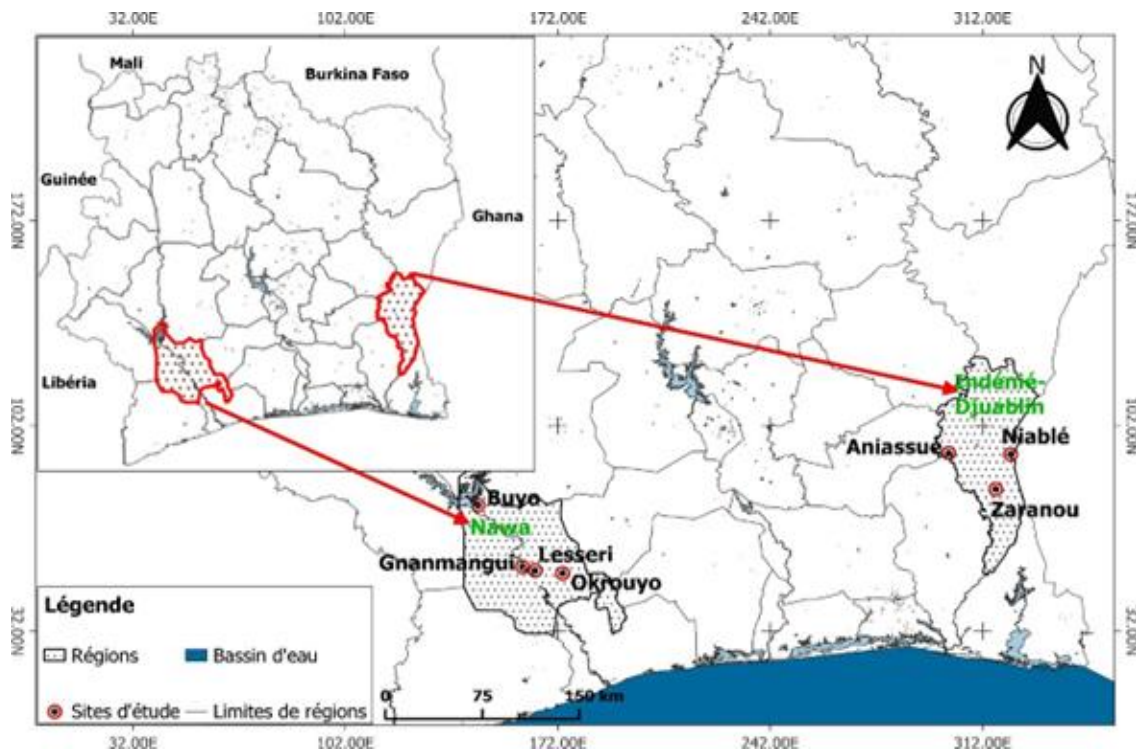 32.00E 102.00E 172.00E 242.00E 312.00E
Mali
Burkina Faso
N
Guinée
Ghana
172.00N 172.00N
Libéria
Indénié-
Djuablin
102.00N 102.00N
Aniassué Niablé
Zaranou
Buyo
Nawa
Gnanmangui Lesseri
Okrouyo
Légende
Régions Bassin d'eau
32.00N 32.00N
Sites d'étude Limites de régions
0 75 150 km
32.00E 102.00E 172.00E 242.00E 312.00E